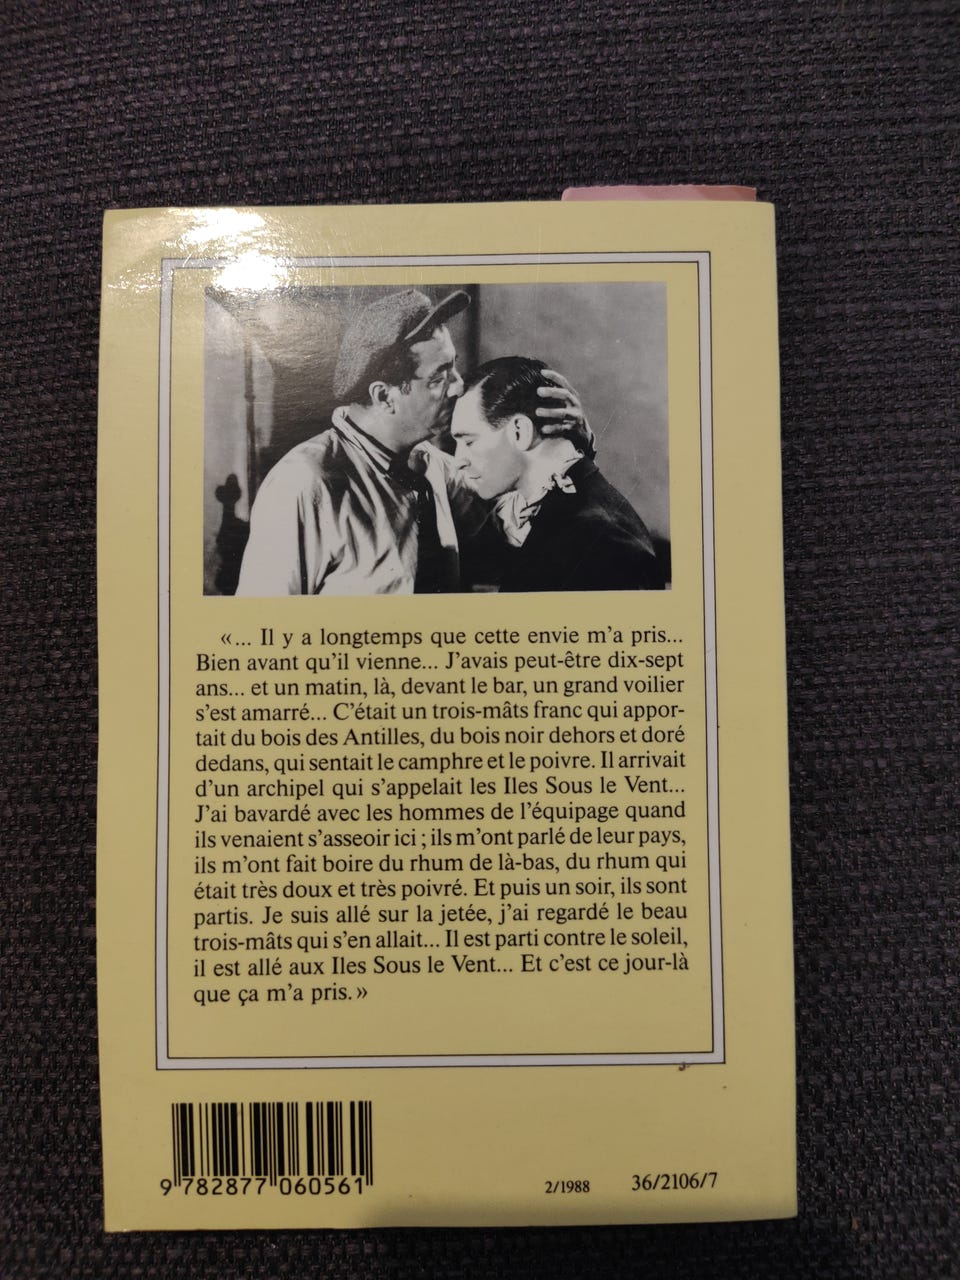 «... Il y a longtemps que cette envie m'a pris...
Bien avant qu'il vienne... J'avais peut-être dix-sept
ans... et un matin, là, devant le bar, un grand voilier
s'est amarré... C'était un trois-mâts franc qui appor-
tait du bois des Antilles, du bois noir dehors et doré
dedans, qui sentait le camphre et le poivre. Il arrivait
d'un archipel qui s'appelait les Iles Sous le Vent...
J'ai bavardé avec les hommes de l'équipage quand
ils venaient s'asseoir ici ; ils m'ont parlé de leur pays,
ils m'ont fait boire du rhum de là-bas, du rhum qui
était très doux et très poivré. Et puis un soir, ils sont
partis. Je suis allé sur la jetée, j'ai regardé le beau
trois-mâts qui s'en allait... Il est parti contre le soleil,
il est allé aux Iles Sous le Vent... Et c'est ce jour-là
que ça m'a pris.»
9 782877 060561
2/1988 36/2106/7